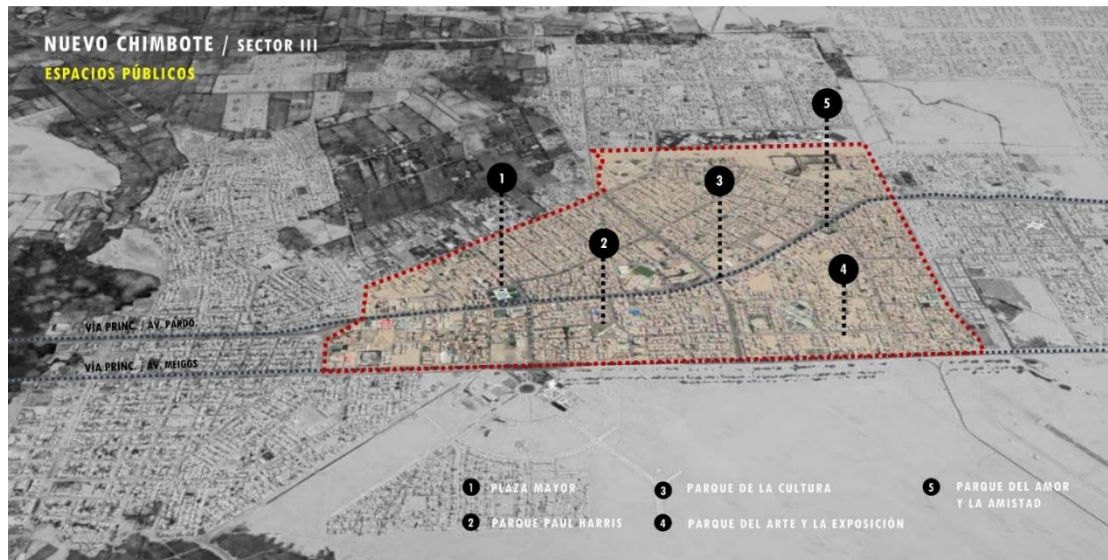 NUEVO CHIMBOTE / SECTOR III
ESPACIOS PÚBLICOS
5
1
3
2
4
VÍA PRINC. / AV. PARDO
VÍA PRINC. / AV. MEIGGS
1 PLAZA MAYOR
2 PARQUE PAUL HARRIS
3 PARQUE DE LA CULTURA
4 PARQUE DEL ARTE Y LA EXPOSICIÓN
5 PARQUE DEL AMOR
Y LA AMISTAD